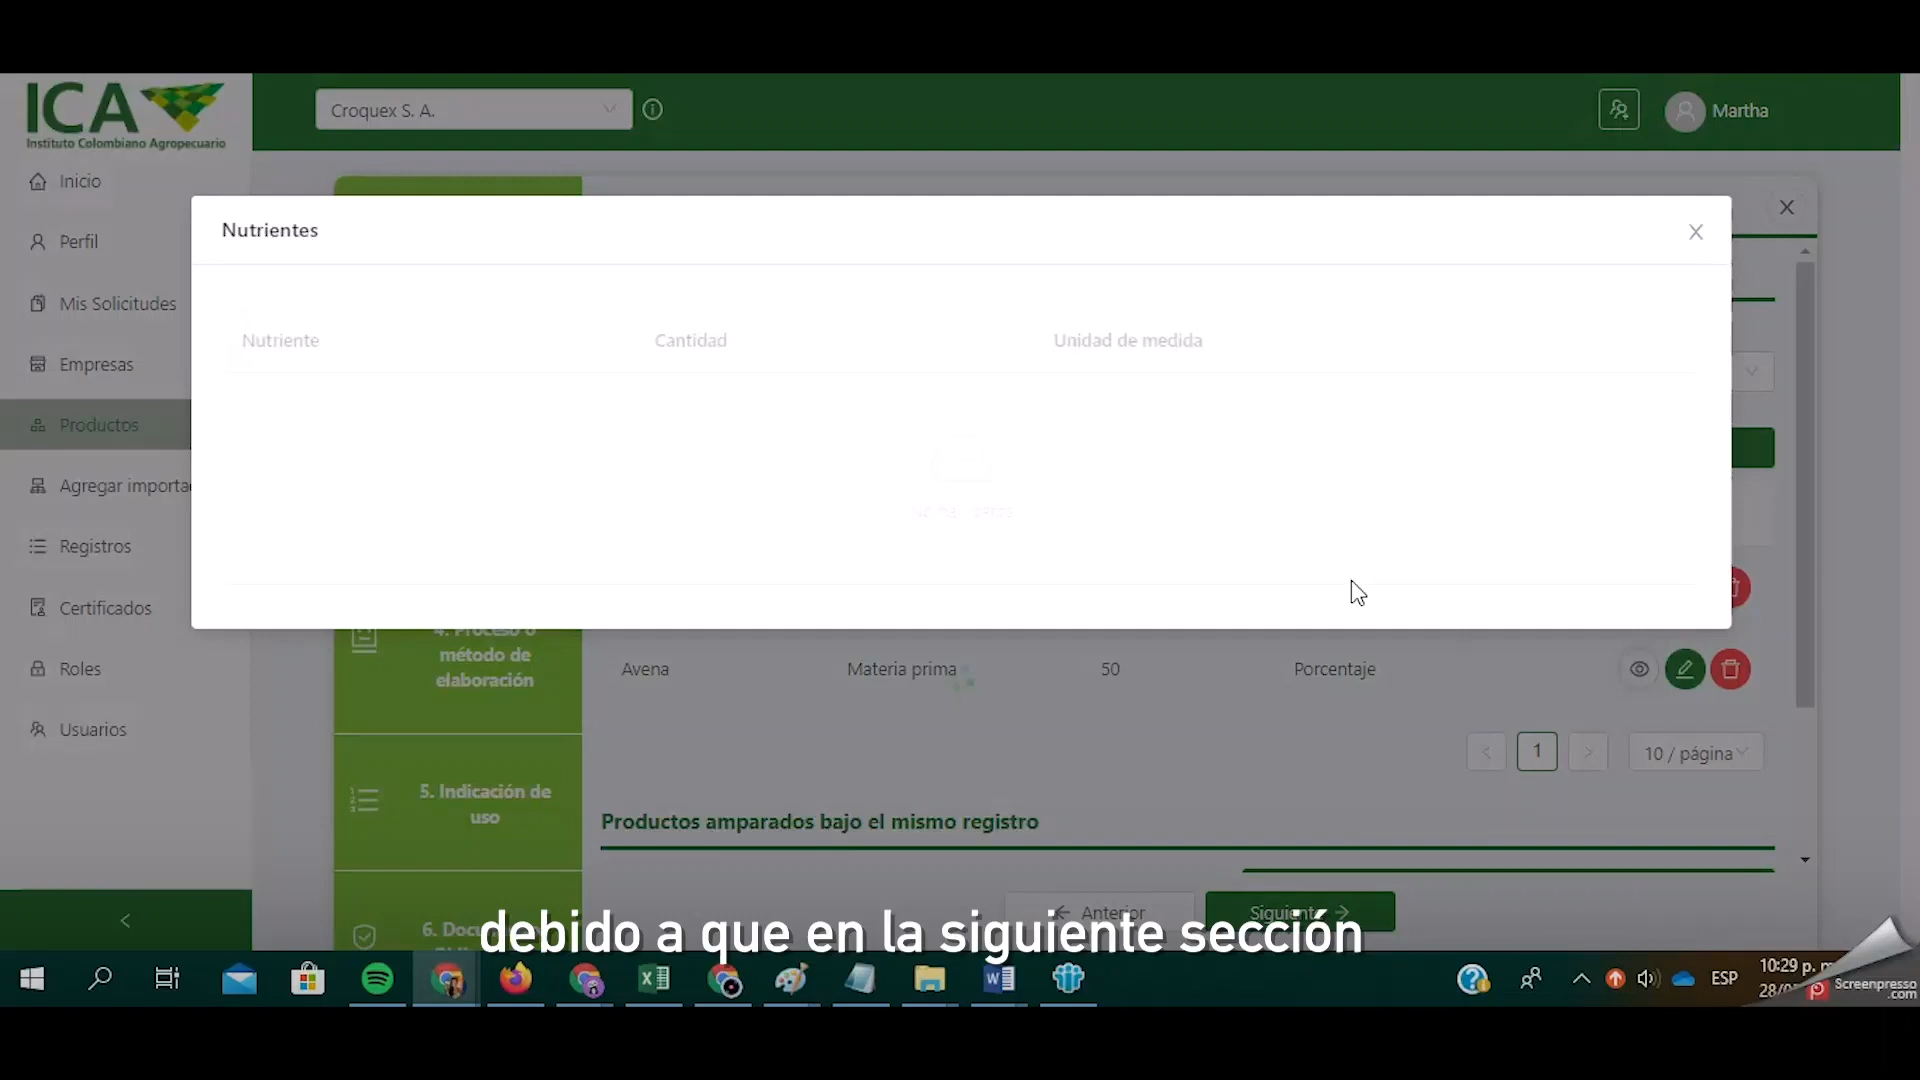 ICA
Instituto Colombiano Agropecuario
Croquex S. A.
Martha
Inicio
Perfil
Mis Solicitudes
Empresas
Productos
Agregar importa
Registros
Certificados
Roles
Usuarios
Nutrientes
Nutriente Cantidad Unidad de medida
4. Proceso o
método de
elaboración
Avena Materia prima 50 Porcentaje
1
10 / página
5. Indicación de
uso
Productos amparados bajo el mismo registro
Anterior
Siguiente
6.
debido a que en la siguiente sección
ESP
10:29 p. m
Screenpresso
.com